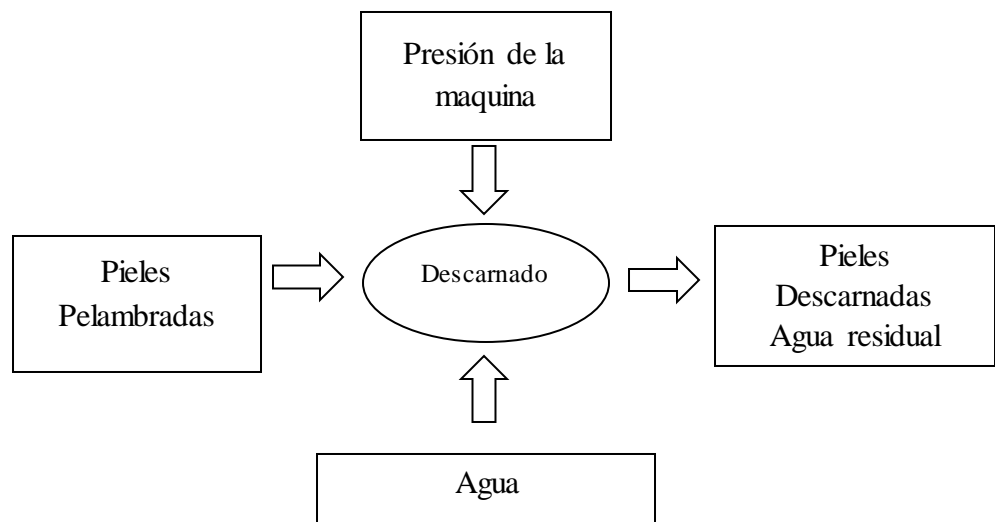 Presión de la
maquina
Pieles
Pelambradas
Descarnado
Pieles
Descarnadas
Agua residual
Agua